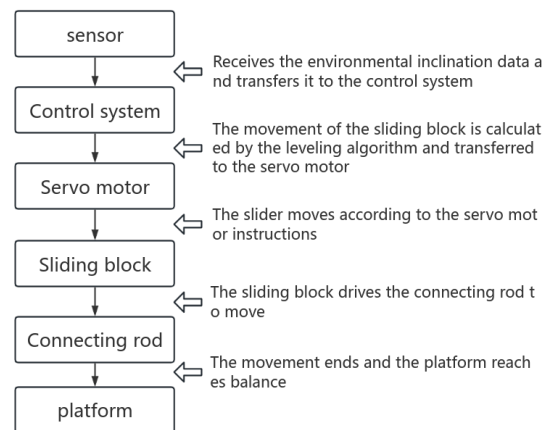 sensor
Receives the environmental inclination data a
nd transfers it to the control system
Control system
The movement of the sliding block is calculat
ed by the leveling algorithm and transferred
to the servo motor
Servo motor
The slider moves according to the servo mot
or instructions
Sliding block
The sliding block drives the connecting rod t
o move
Connecting rod
The movement ends and the platform reach
es balance
platform